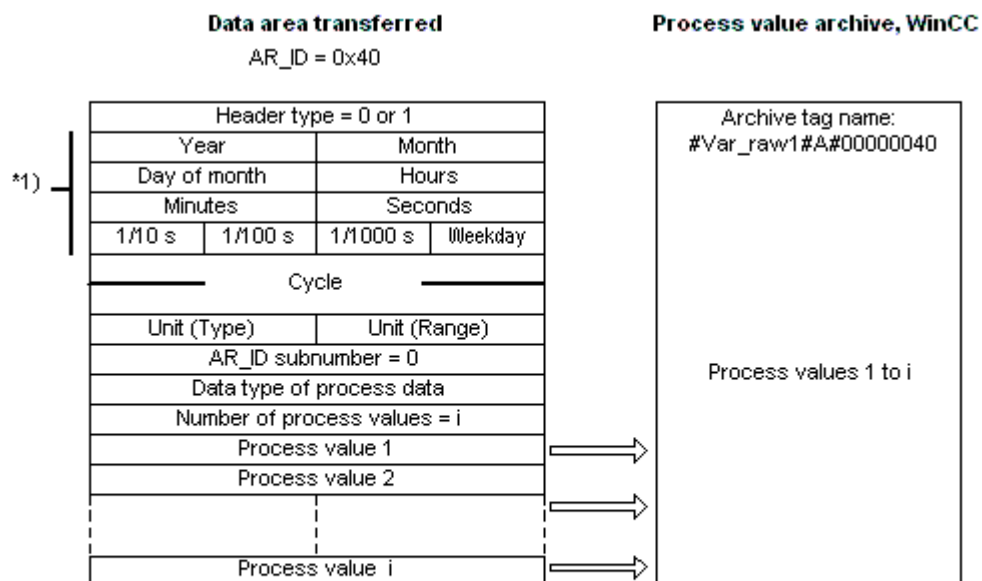 Data area transferred
AR_ID = 0x40
Process value archive, WinCC
Header type = 0 or 1
Year Month
*1) Day of month Hours
Minutes Seconds
1/10 s 1/100 s 1/1000 s Weekday
Cycle
Unit (Type) Unit (Range)
AR_ID subnumber = 0
Data type of process data
Number of process values = i
Process value 1
Process value 2
Process value i
Archive tag name:
#Var_raw1#A#00000040
Process values 1 to i